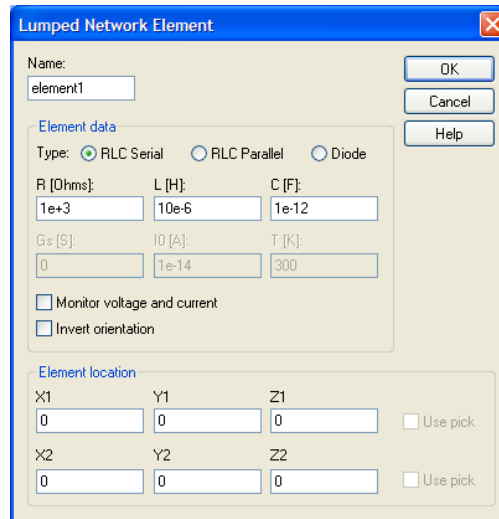 Lumped Network Element
Name:
element1
OK
Cancel
Help
Element data
Type: RLC Serial RLC Parallel Diode
R [Ohms]: L [H]: C [F]:
1e+3 10e-6 1e-12
Gs [S]: I0 [A]: T [K]:
0 1e-14 300
Monitor voltage and current
Invert orientation
Element location
X1 Y1 Z1
0 0 0 Use pick
X2 Y2 Z2
0 0 0 Use pick